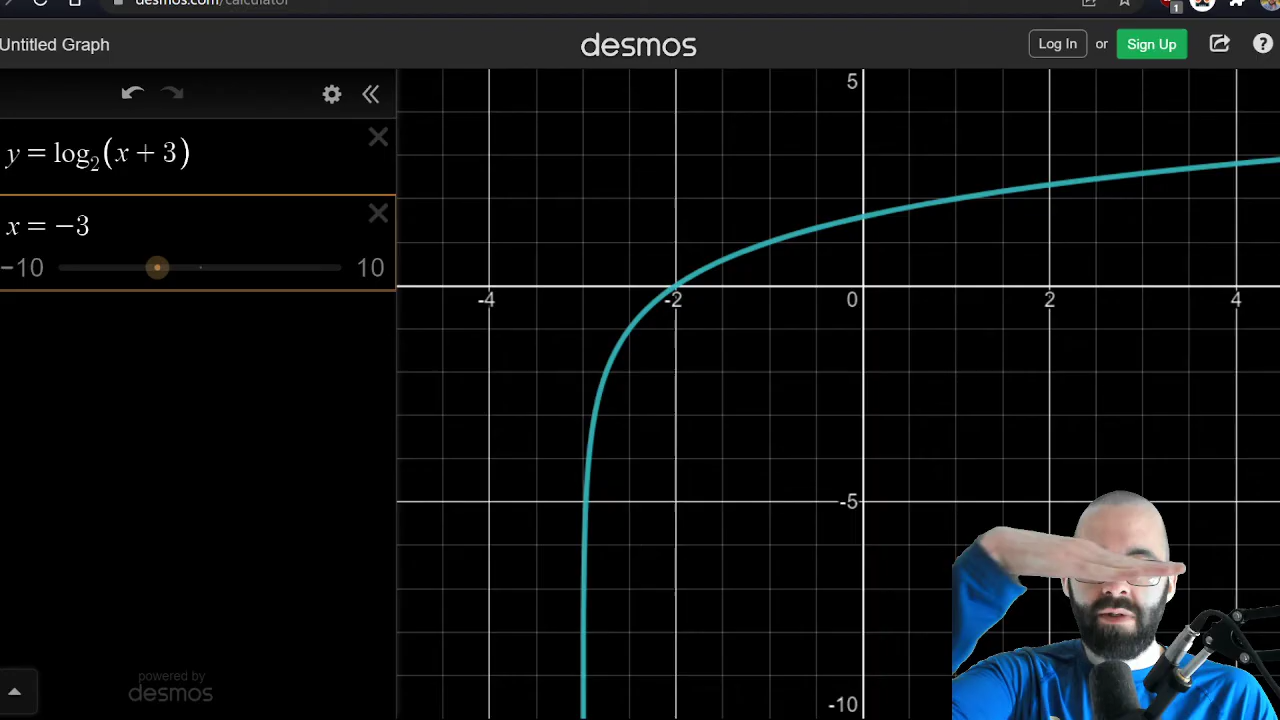 desmos.com/calculator
1
Untitled Graph
desmos
Log In or Sign Up
?
y = log₂(x + 3)
x = −3
−10 10
5
-4 -2 0 2 4
-5
-10
powered by
desmos